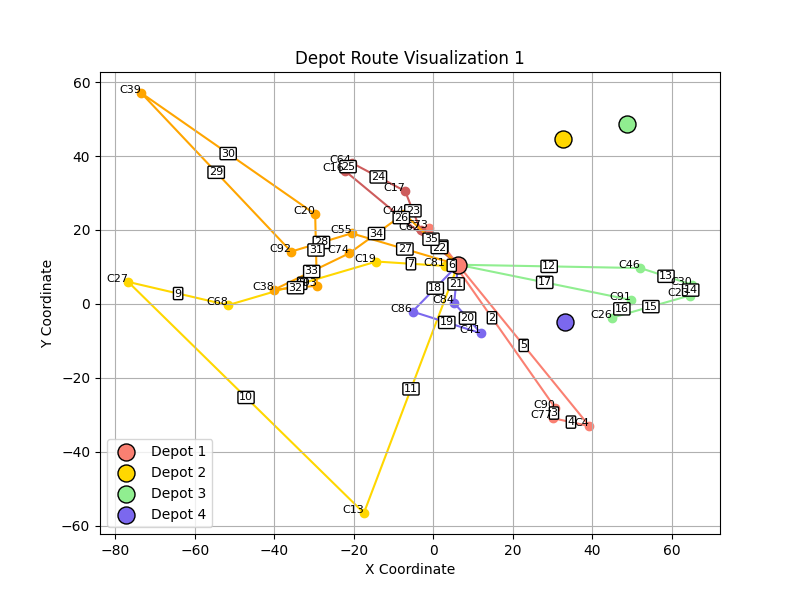 Depot Route Visualization 1
Y Coordinate
60
40
20
0
−20
−40
−60
C39
30
29
C64
25
C16
24
C17
C20
C44
23
26
C62
C55
34
35
22
15
28
31
C92
C74
27
C19
7
C81
6
33
C38
32
C27
9
C68
10
11
C13
18
21
C84
C86
19
20
C41
2
5
12
C46
13
C30
14
17
C91
16
15
C26
C90
3
C77
4
C4
Depot 1
Depot 2
Depot 3
Depot 4
−80
−60
−40
−20
0
20
40
60
X Coordinate